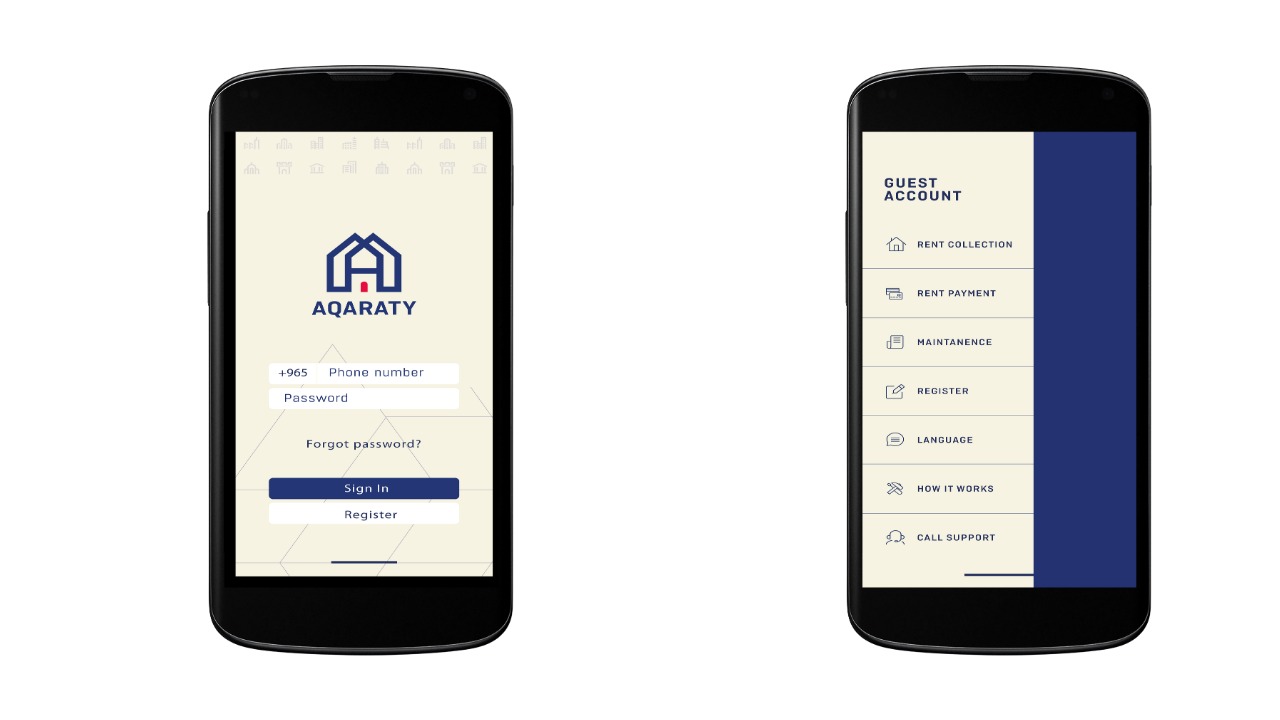 AQARATY
+965 Phone number
Password
Forgot password?
Sign In
Register
GUEST
ACCOUNT
RENT COLLECTION
RENT PAYMENT
MAINTANENCE
REGISTER
LANGUAGE
HOW IT WORKS
CALL SUPPORT